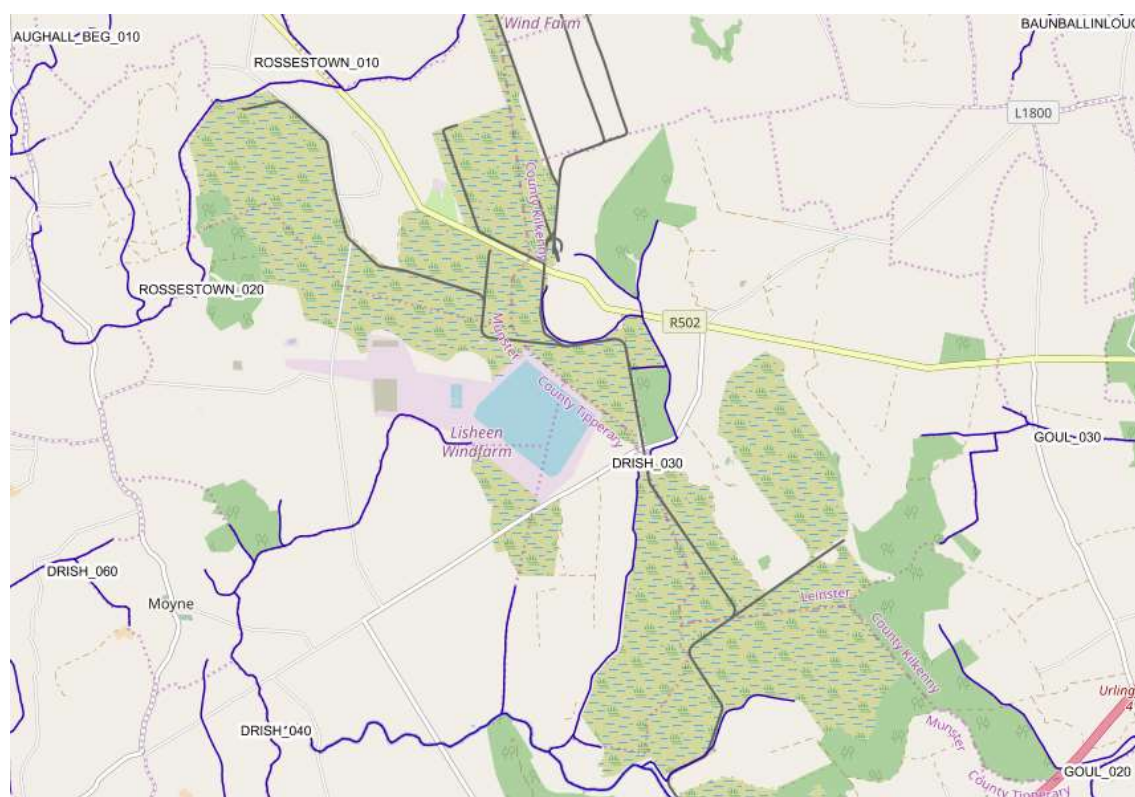 Wind Farm
BAUNBALLINLOUG
AUGHALL_BEG_010
ROSSESTOWN_010
L1800
County Kilkenny
ROSSESTOWN_020
R502
Munster
County Tipperary
Lisheen
Windfarm
GOUL_030
DRISH_030
DRISH_060
Leinster
Moyne
County Kilkenny
Urling
4
Munster
DRISH_040
GOUL_020
County Tipperary